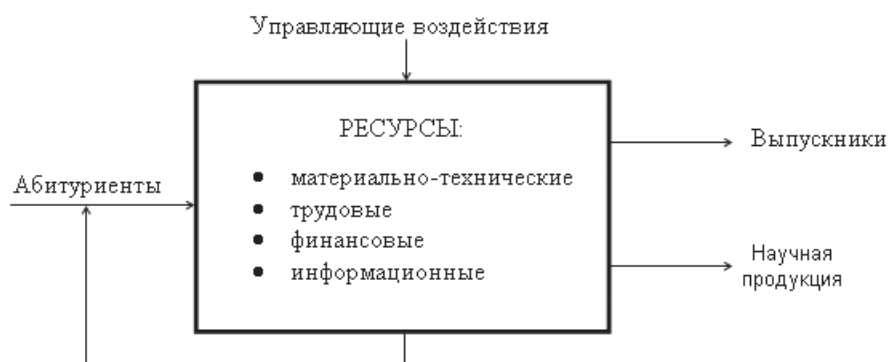 Управляющие воздействия
РЕСУРСЫ:
Абитуриенты
• материально-технические
• трудовые
• финансовые
• информационные
Выпускники
Научная
продукция